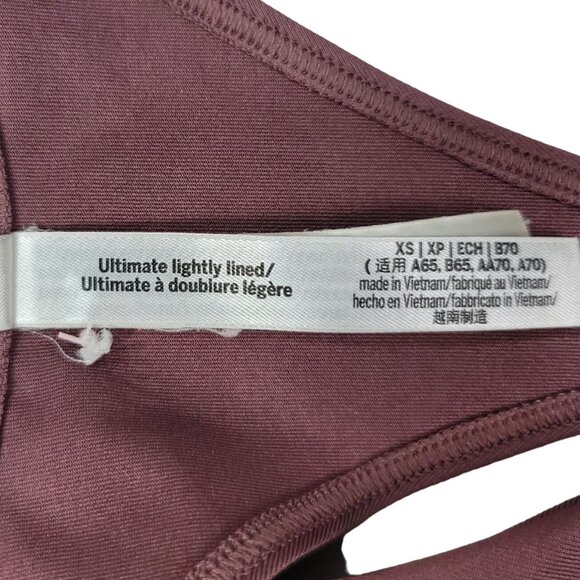 Ultimate lightly lined/
Ultimate à doublure légère
XS | XP | ECH | B70
( 适用 A65, B65, AA70, A70)
made in Vietnam/fabriqué au Vietnam/
hecho en Vietnam/fabbricato in Vietnam/
越南制造